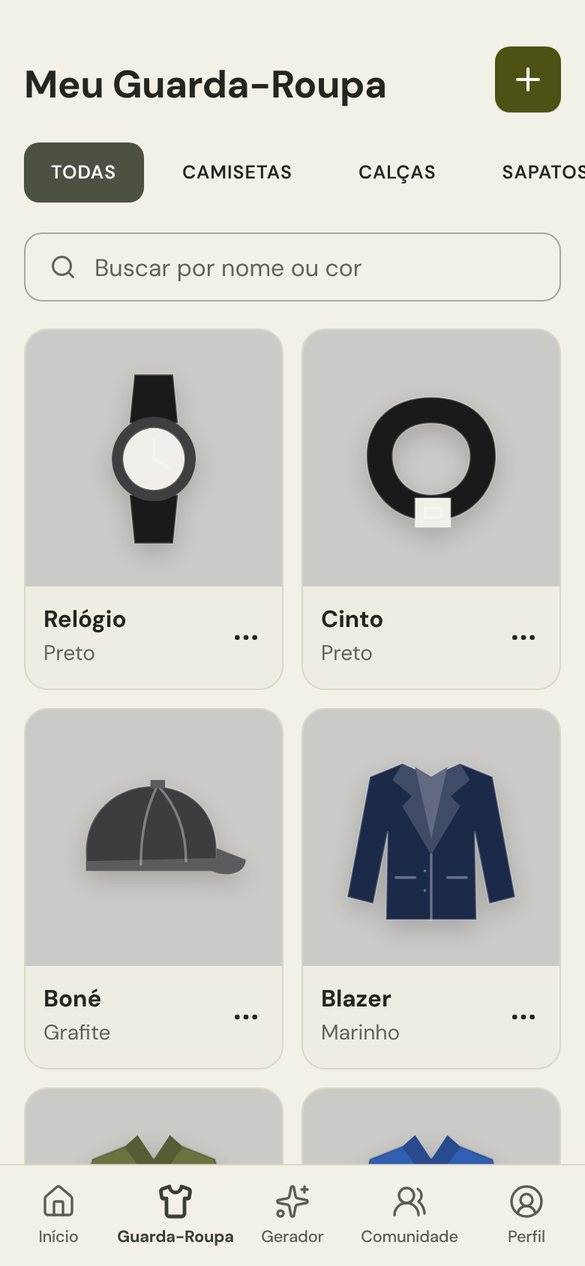 Meu Guarda-Roupa
TODAS CAMISETAS CALÇAS SAPATOS
Buscar por nome ou cor
Relógio
Preto
Cinto
Preto
Boné
Grafite
Blazer
Marinho
Início Guarda-Roupa Gerador Comunidade Perfil